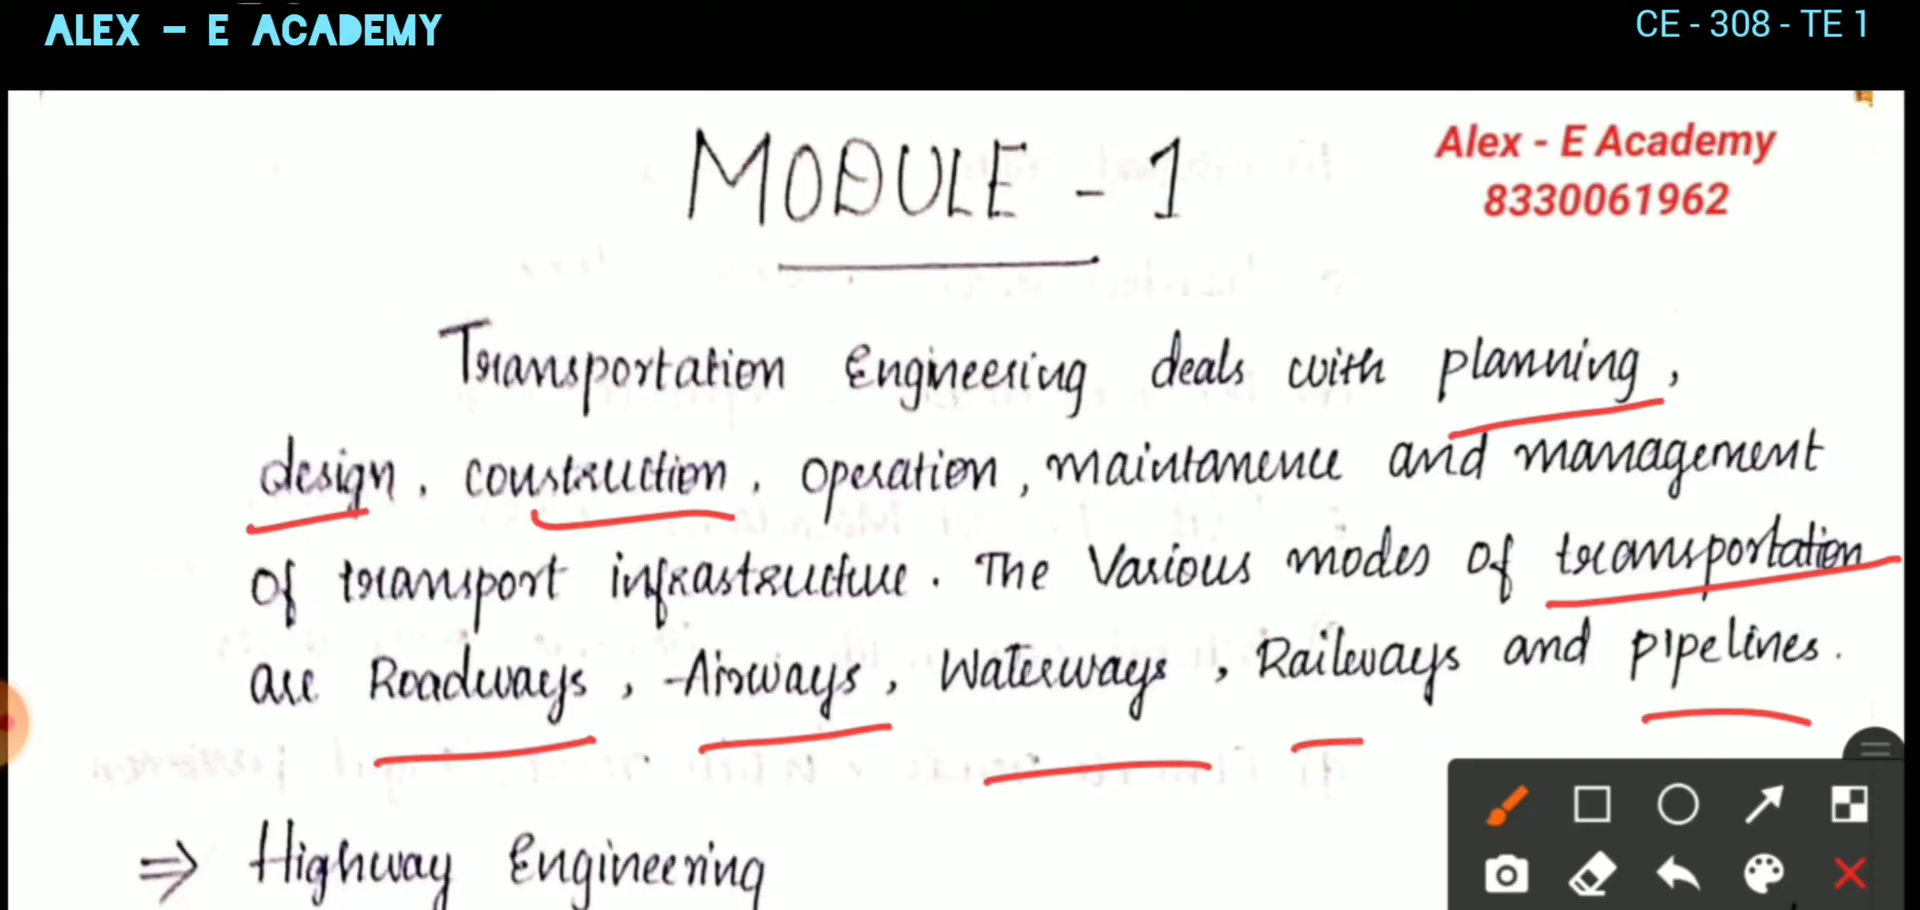 ALEX - E ACADEMY
CE - 308 - TE 1
Alex - E Academy
8330061962
MODULE - 1
Transportation Engineering deals with planning,
design, construction, operation, maintanence and management
of transport infrastructure. The Various modes of transportation
are Roadways, Airways, Waterways, Railways and pipelines.
⇒ Highway Engineering